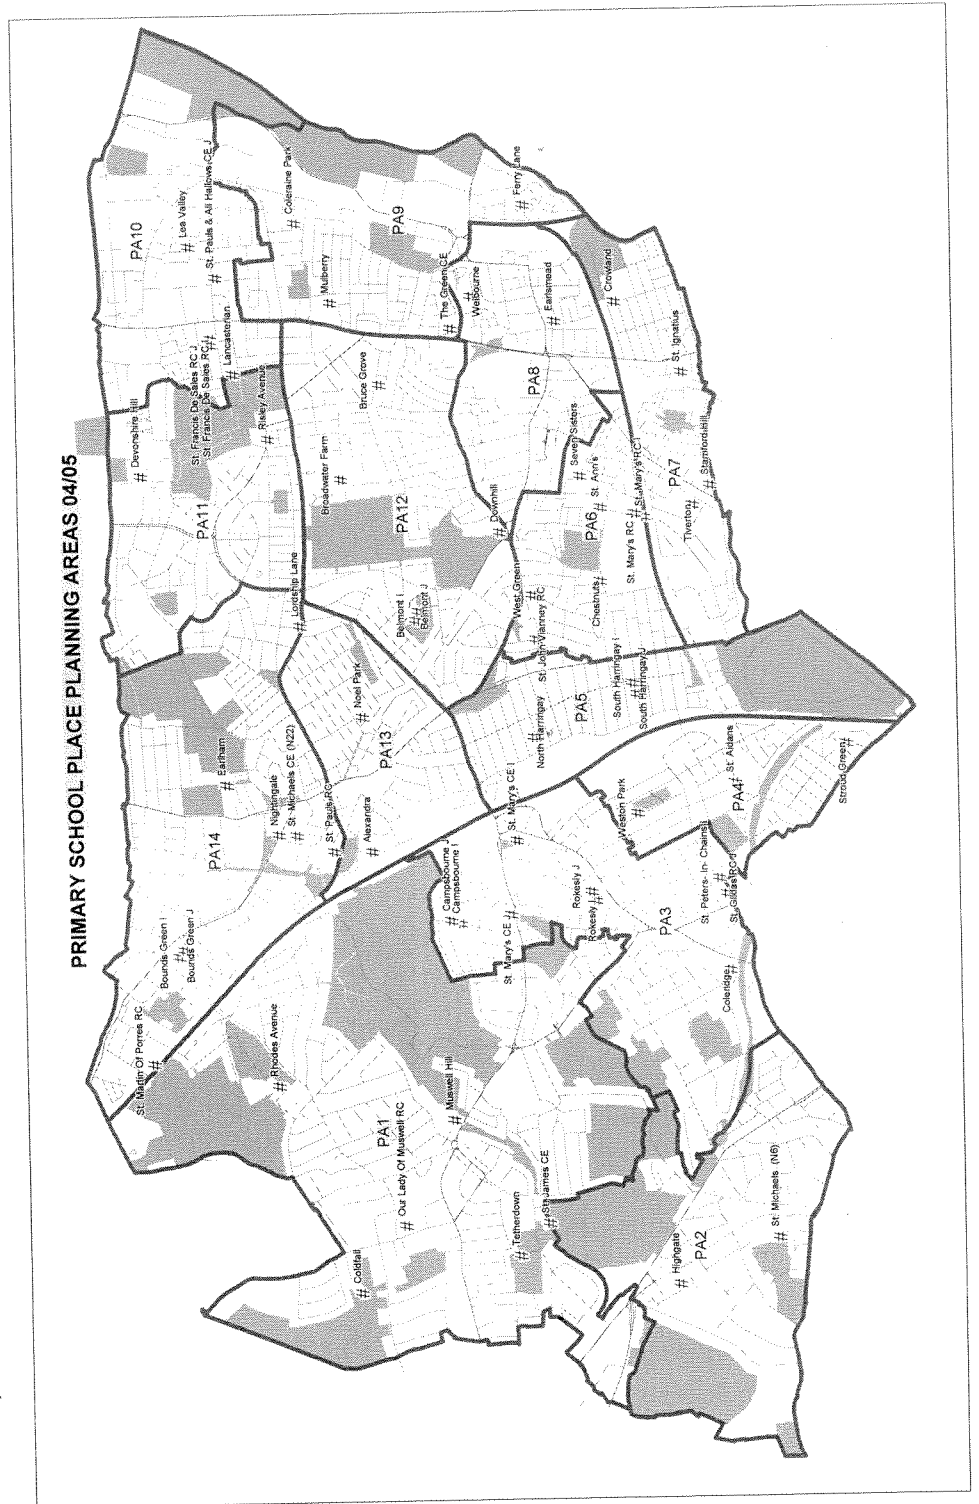 PRIMARY SCHOOL PLACE PLANNING AREAS 04/05
St. Martin Of Porres RC
Bounds Green I
Bounds Green J
PA14
Earlham
Nightingale
St. Michaels CE (N22)
St. Pauls RC
Alexandra
PA13
Noel Park
Lordship Lane
Devonshire Hill
PA11
St. Francis De Sales RC J
St. Francis De Sales RC I
Lancasterian
Risley Avenue
PA10
Lea Valley
St. Pauls & All Hallows CE J
Coleraine Park
PA9
Mulberry
The Green CE
Welbourne
Ferry Lane
Earlsmead
PA8
Bruce Grove
Broadwater Farm
PA12
Belmont I
Belmont J
Downhill
West Green
St. John Vianney RC
Seven Sisters
St. Ann's
PA6
Chestnuts
St. Mary's RC
St. Mary's RC I
Crowland
St. Ignatius
PA7
Stamford Hill
Tiverton
North Harringay
PA5
South Harringay I
South Harringay J
Rhodes Avenue
PA1
Our Lady Of Muswell RC
Muswell Hill
Coldfall
Tetherdown
St. James CE
Campsbourne J
Campsbourne I
St. Mary's CE I
St. Mary's CE J
Rokesly J
Rokesly I
PA3
Weston Park
St. Aidans
PA4
Stroud Green
St. Peters- In- Chains I
St. Gildas RC J
Coleridge
Highgate
PA2
St. Michaels (N6)